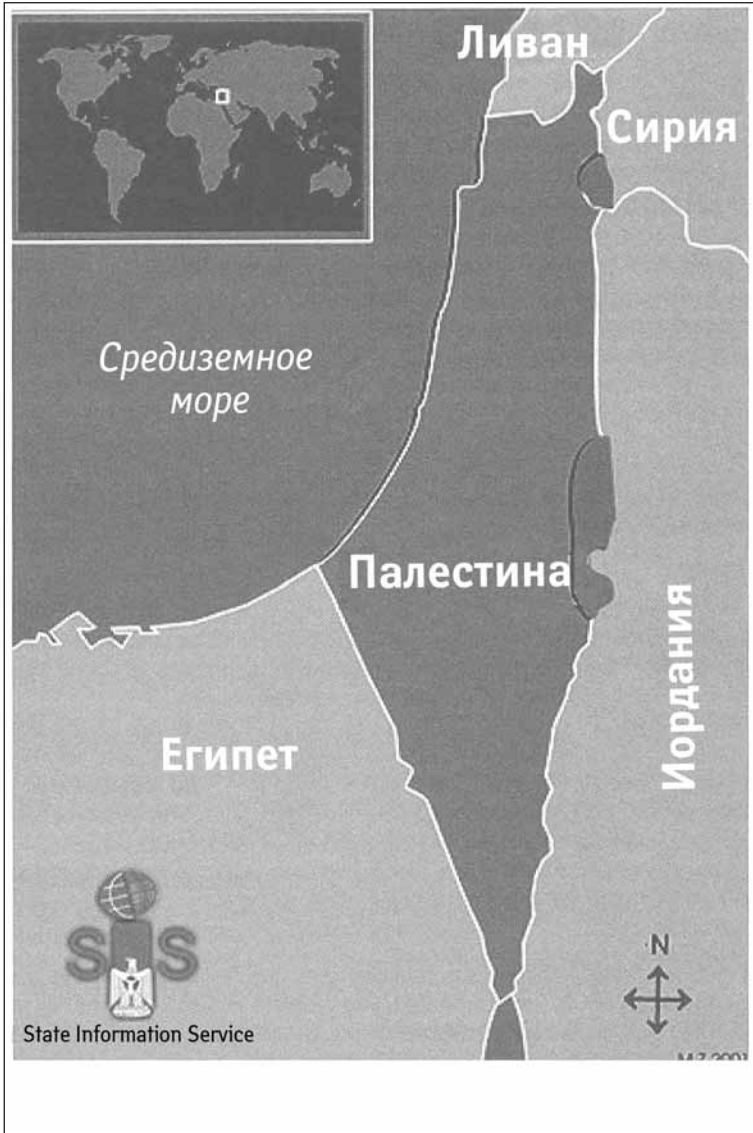 Ливан
Сирия
Средиземное
море
Палестина
Иордания
Египет
S S
State Information Service
N